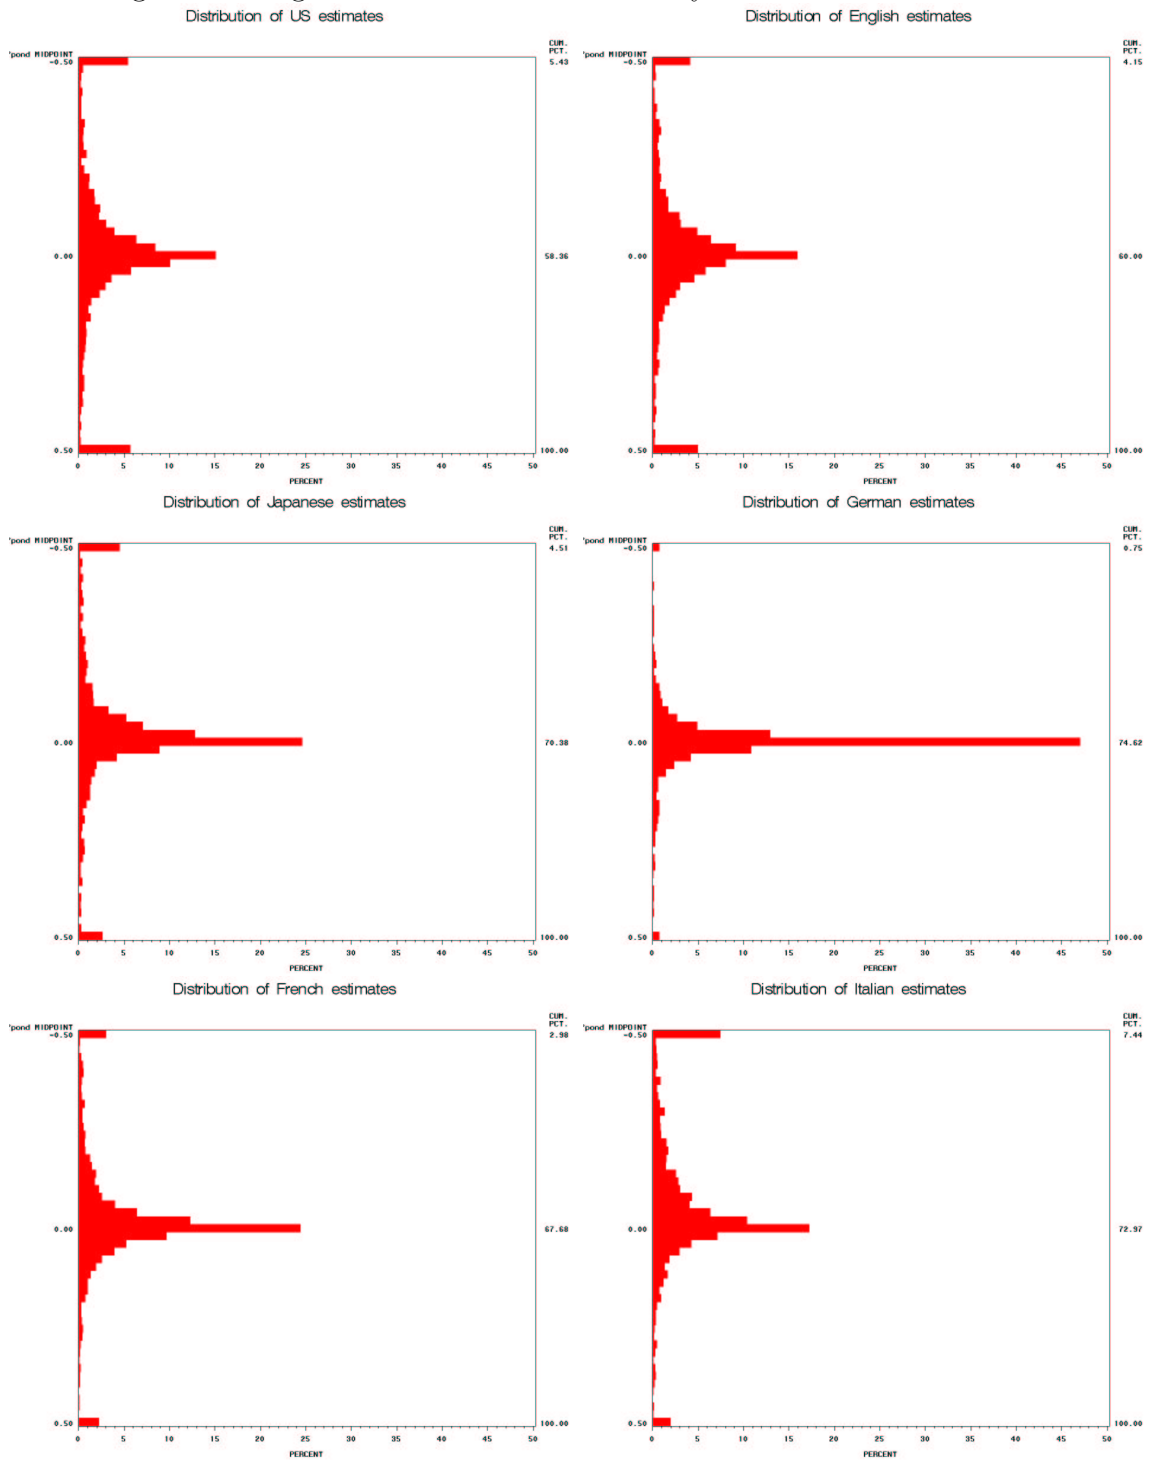 Distribution of US estimates
'pond MIDPOINT
CUM.
PCT.
-0.50
5.43
0.00
58.36
0.50
100.00
0 5 10 15 20 25 30 35 40 45 50
PERCENT
Distribution of English estimates
'pond MIDPOINT
CUM.
PCT.
-0.50
4.15
0.00
60.00
0.50
100.00
0 5 10 15 20 25 30 35 40 45 50
PERCENT
Distribution of Japanese estimates
'pond MIDPOINT
CUM.
PCT.
-0.50
4.51
0.00
70.38
0.50
100.00
0 5 10 15 20 25 30 35 40 45 50
PERCENT
Distribution of German estimates
'pond MIDPOINT
CUM.
PCT.
-0.50
0.75
0.00
74.62
0.50
100.00
0 5 10 15 20 25 30 35 40 45 50
PERCENT
Distribution of French estimates
'pond MIDPOINT
CUM.
PCT.
-0.50
2.98
0.00
67.68
0.50
100.00
0 5 10 15 20 25 30 35 40 45 50
PERCENT
Distribution of Italian estimates
'pond MIDPOINT
CUM.
PCT.
-0.50
7.44
0.00
72.97
0.50
100.00
0 5 10 15 20 25 30 35 40 45 50
PERCENT